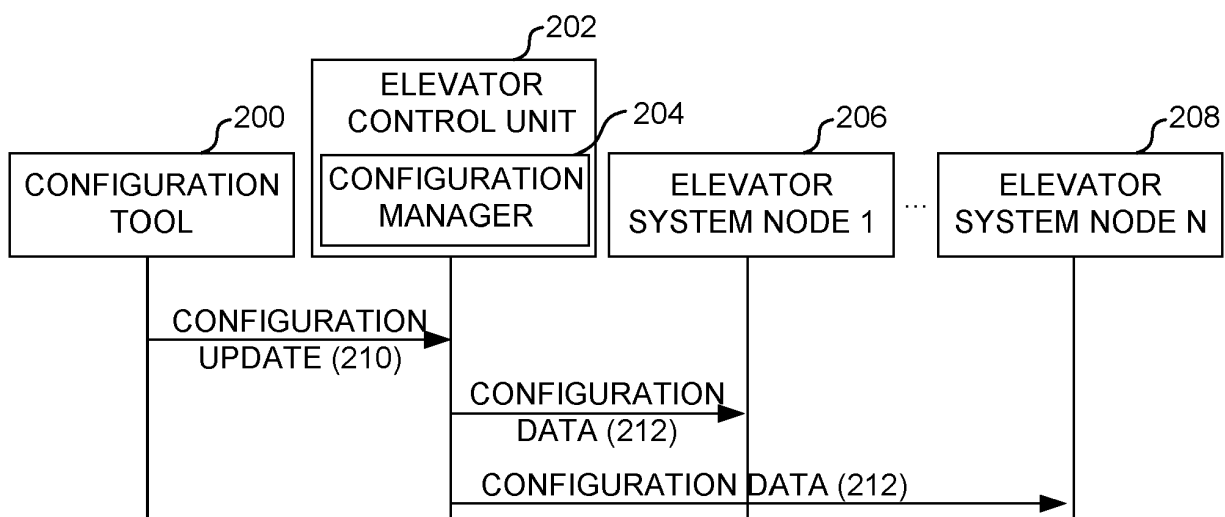 202
ELEVATOR
CONTROL UNIT
200
204
206
208
CONFIGURATION
TOOL
CONFIGURATION
MANAGER
ELEVATOR
SYSTEM NODE 1
...
ELEVATOR
SYSTEM NODE N
CONFIGURATION
UPDATE (210)
CONFIGURATION
DATA (212)
CONFIGURATION DATA (212)